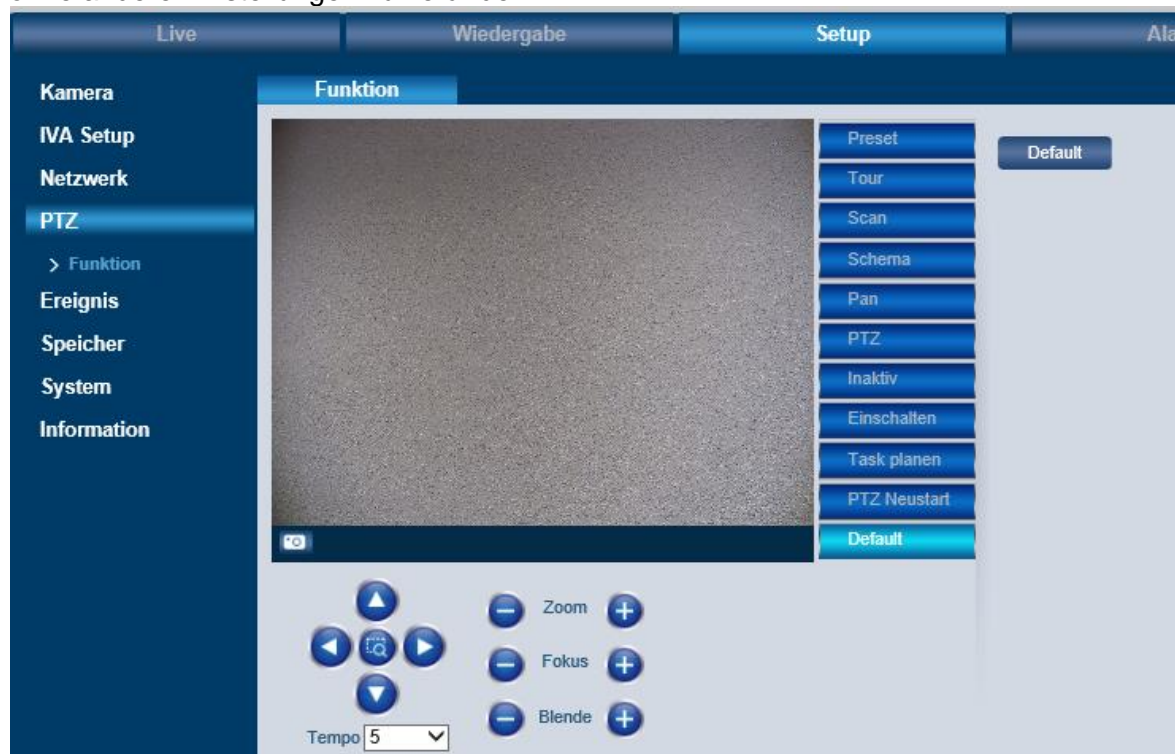 Live Wiedergabe Setup
Kamera
Funktion
IVA Setup
Netzwerk
PTZ
> Funktion
Ereignis
Speicher
System
Information
Preset
Tour
Scan
Schema
Pan
PTZ
Inaktiv
Einschalten
Task planen
PTZ Neustart
Default
Default
Zoom
Fokus
Blende
Tempo 5